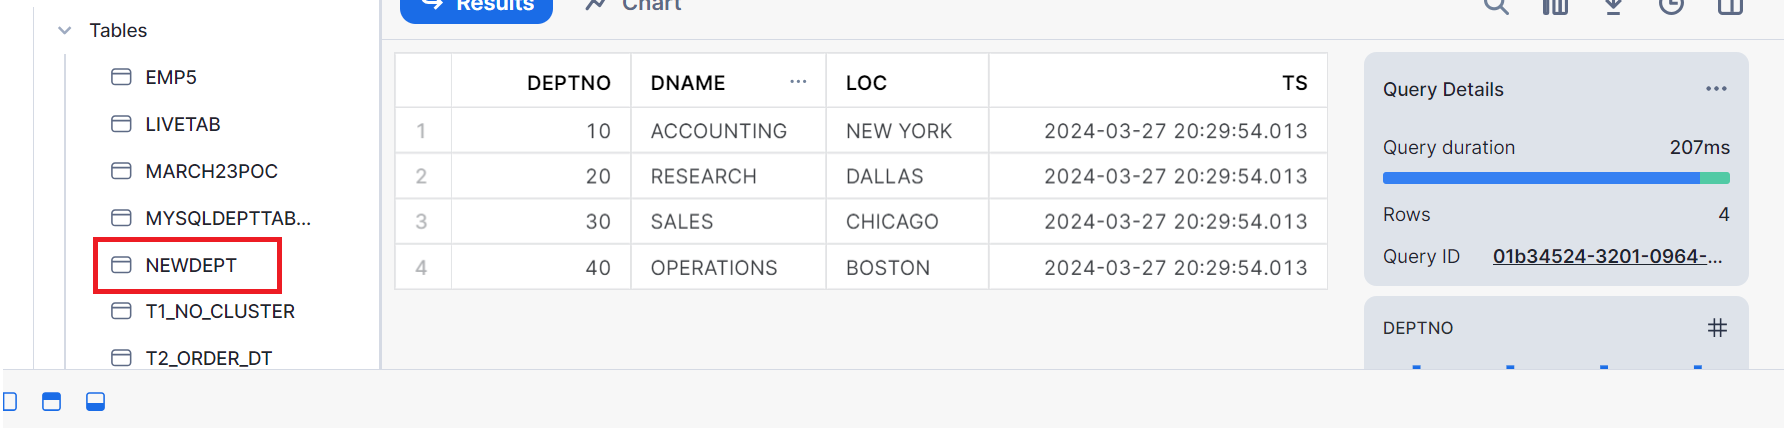 Tables
EMP5
LIVETAB
MARCH23POC
MYSQLDEPTTAB...
NEWDEPT
T1_NO_CLUSTER
T2_ORDER_DT
Results Chart
DEPTNO DNAME ... LOC TS
1 10 ACCOUNTING NEW YORK 2024-03-27 20:29:54.013
2 20 RESEARCH DALLAS 2024-03-27 20:29:54.013
3 30 SALES CHICAGO 2024-03-27 20:29:54.013
4 40 OPERATIONS BOSTON 2024-03-27 20:29:54.013
Query Details ...
Query duration 207ms
Rows 4
Query ID 01b34524-3201-0964-...
DEPTNO #